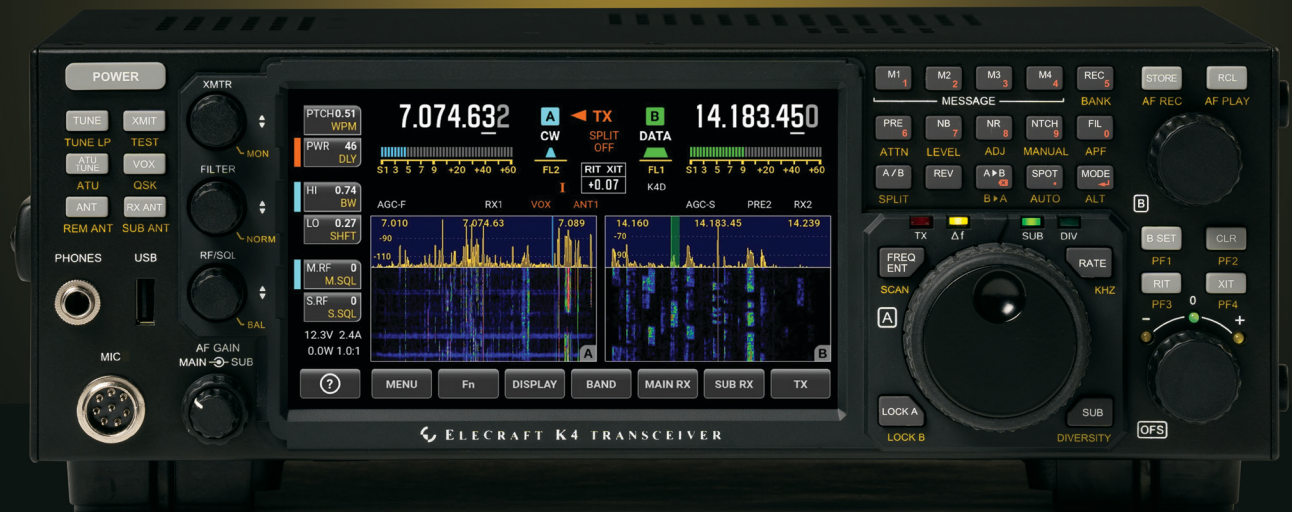 POWER
TUNE XMIT
TUNE LP TEST
ATU TUNE VOX
ATU QSK
ANT RX ANT
REM ANT SUB ANT
PHONES USB
MIC
XMTR
MON
FILTER
NORM
RF/SQL
BAL
AF GAIN
MAIN SUB
PTCH 0.51
WPM
PWR 46
DLY
HI 0.74
BW
LO 0.27
SHFT
M.RF 0
M.SQL
S.RF 0
S.SQL
12.3V 2.4A
0.0W 1.0:1
7.074.632 A ◄ TX B 14.183.450
CW SPLIT OFF DATA
S1 3 5 7 9 +20 +40 +60 FL2 FL1 S1 3 5 7 9 +20 +40 +60
RIT XIT
+0.07
I K4D
AGC-F RX1 VOX ANT1 AGC-S PRE2 RX2
7.010 7,074.63 7.089 14.160 14,183.45 14.239
-90 -70
-110 -90
A B
? MENU Fn DISPLAY BAND MAIN RX SUB RX TX
ELECRAFT K4 TRANSCEIVER
M1 1 M2 2 M3 3 M4 4 REC 5
MESSAGE BANK
PRE 6 NB 7 NR 8 NTCH 9 FIL 0
ATTN LEVEL ADJ MANUAL APF
A/B REV A▶B SPOT . MODE
SPLIT B▶A AUTO ALT
TX Δf SUB DIV
FREQ ENT RATE
SCAN KHZ
A
LOCK A SUB
LOCK B DIVERSITY
STORE RCL
AF REC AF PLAY
B
B SET CLR
PF1 PF2
RIT XIT
PF3 PF4
0
- +
OFS